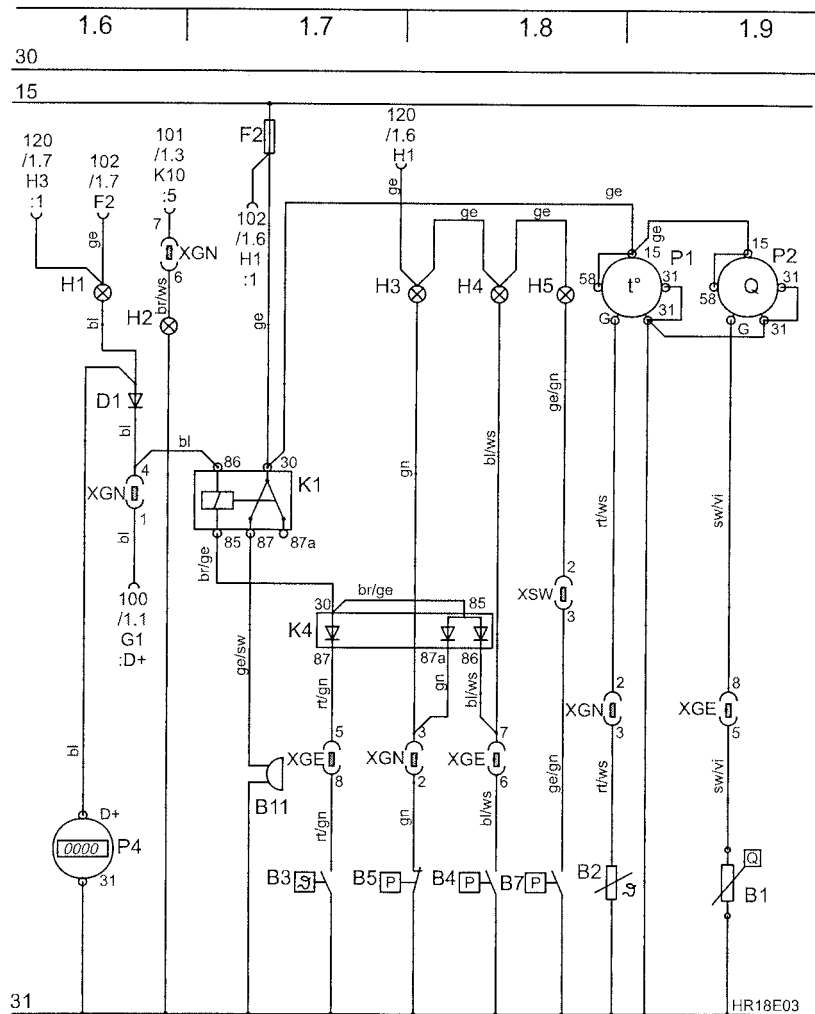 1.6 1.7 1.8 1.9
30
15
120
/1.7
H3
:1
102
/1.7
F2
101
/1.3
K10
:5
7
XGN
6
F2
102
/1.6
H1
:1
120
/1.6
H1
ge
ge
ge
ge
ge
ge
15
P1
58
t°
31
G
31
15
P2
58
Q
31
G
31
H1
bl
br/ws
H2
ge
H3
H4
H5
D1
bl
bl
4
XGN
1
bl
100
/1.1
G1
:D+
86
30
K1
85
87
87a
br/ge
ge/sw
gn
bl/ws
ge/gn
rt/ws
sw/vi
br/ge
30
85
K4
87
87a
86
rt/gn
gn
bl/ws
2
XSW
3
5
XGE
8
3
XGN
2
7
XGE
6
2
XGN
3
8
XGE
5
bl
B11
rt/gn
gn
bl/ws
ge/gn
rt/ws
sw/vi
D+
0000
P4
31
B3
ϑ
B5
P
B4
P
B7
P
B2
ϑ
Q
B1
31
HR18E03